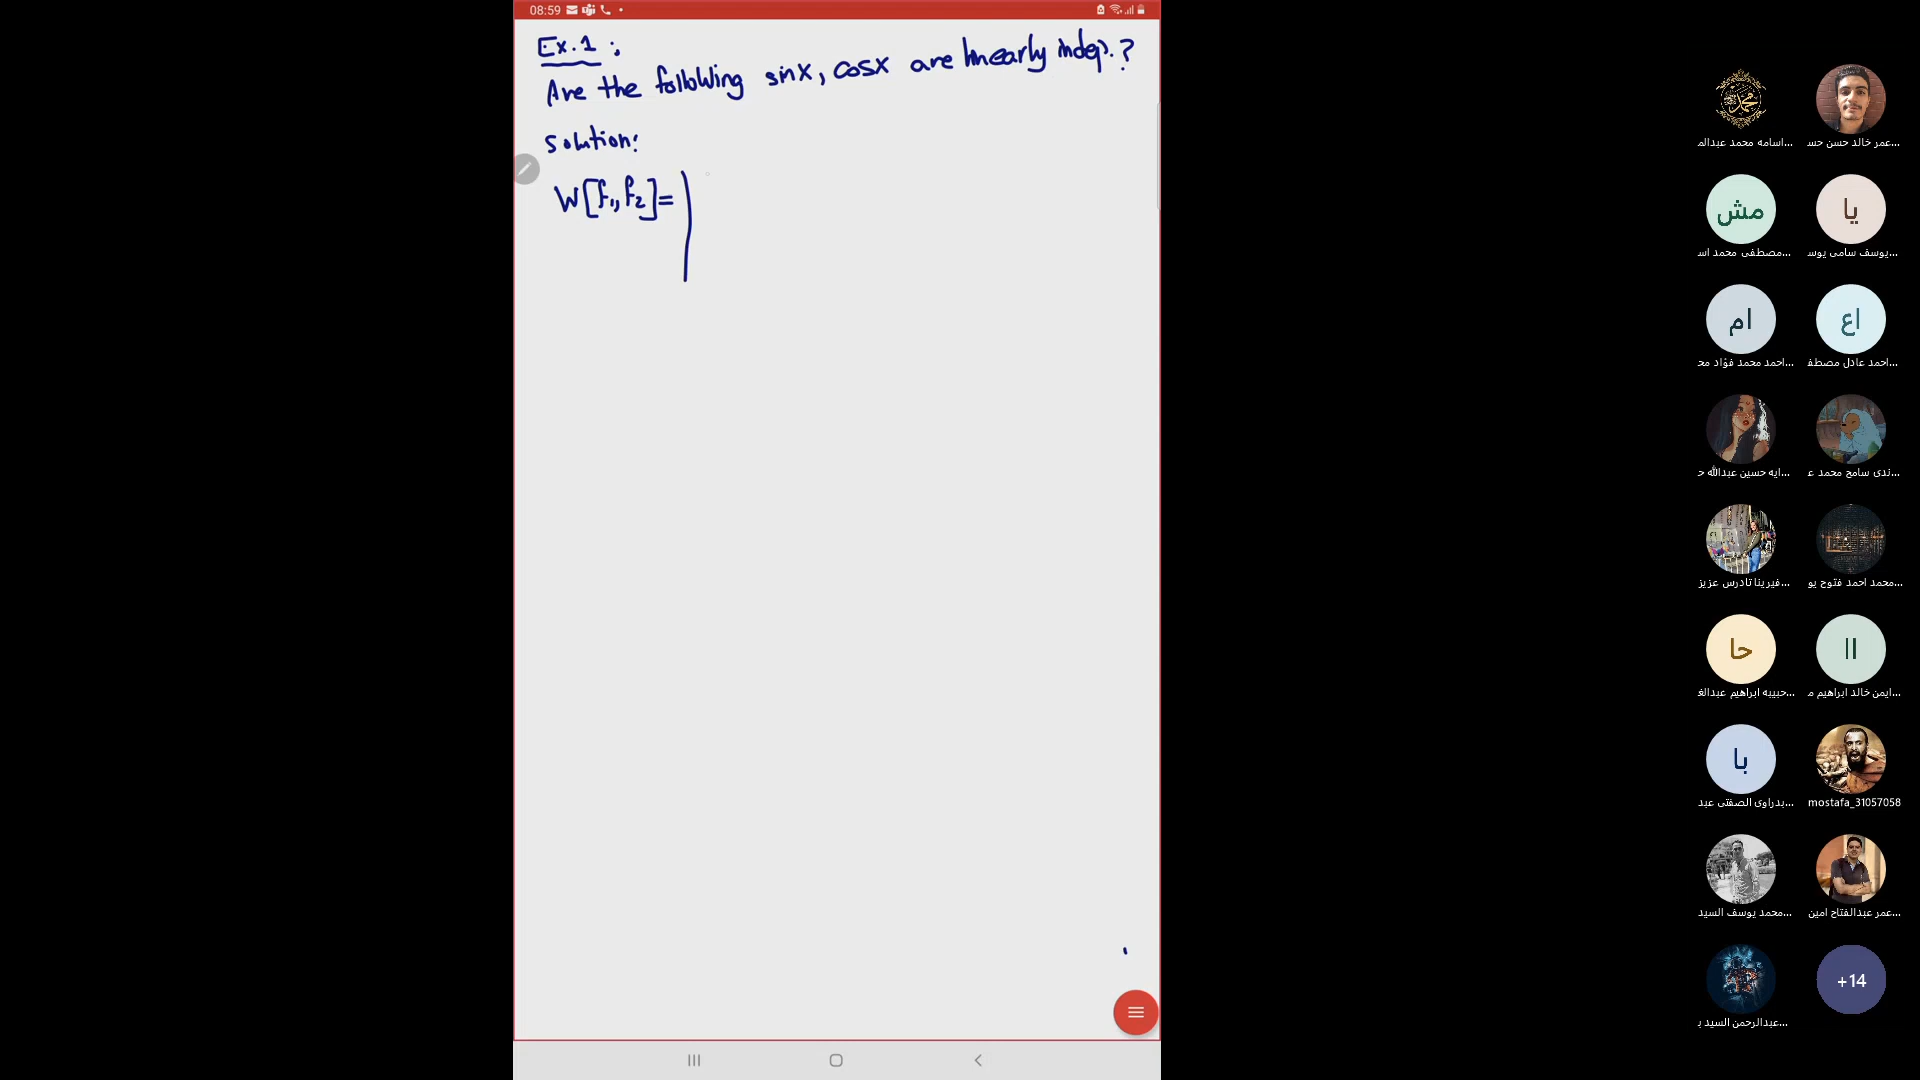 08:59
Ex.1 :
Are the following sinx, cosx are linearly indep. ?
Solution:
W[f1, f2] =
اسامه محمد عبدالم...
عمر خالد حسن حس...
مش
يا
مصطفى محمد اس...
يوسف سامى يوس...
ام
اع
احمد محمد فؤاد مح...
احمد عادل مصطف...
ايه حسين عبدالله ح...
ندى سامح محمد ع...
فيرينا تادرس عزيز...
محمد احمد فتوح يو...
حا
اا
حبيبه ابراهيم عبدالغ...
ايمن خالد ابراهيم م...
با
بدراوى الصفتى عبد...
mostafa_31057058
محمد يوسف السيد...
عمر عبدالفتاح امين...
+14
عبدالرحمن السيد ب...